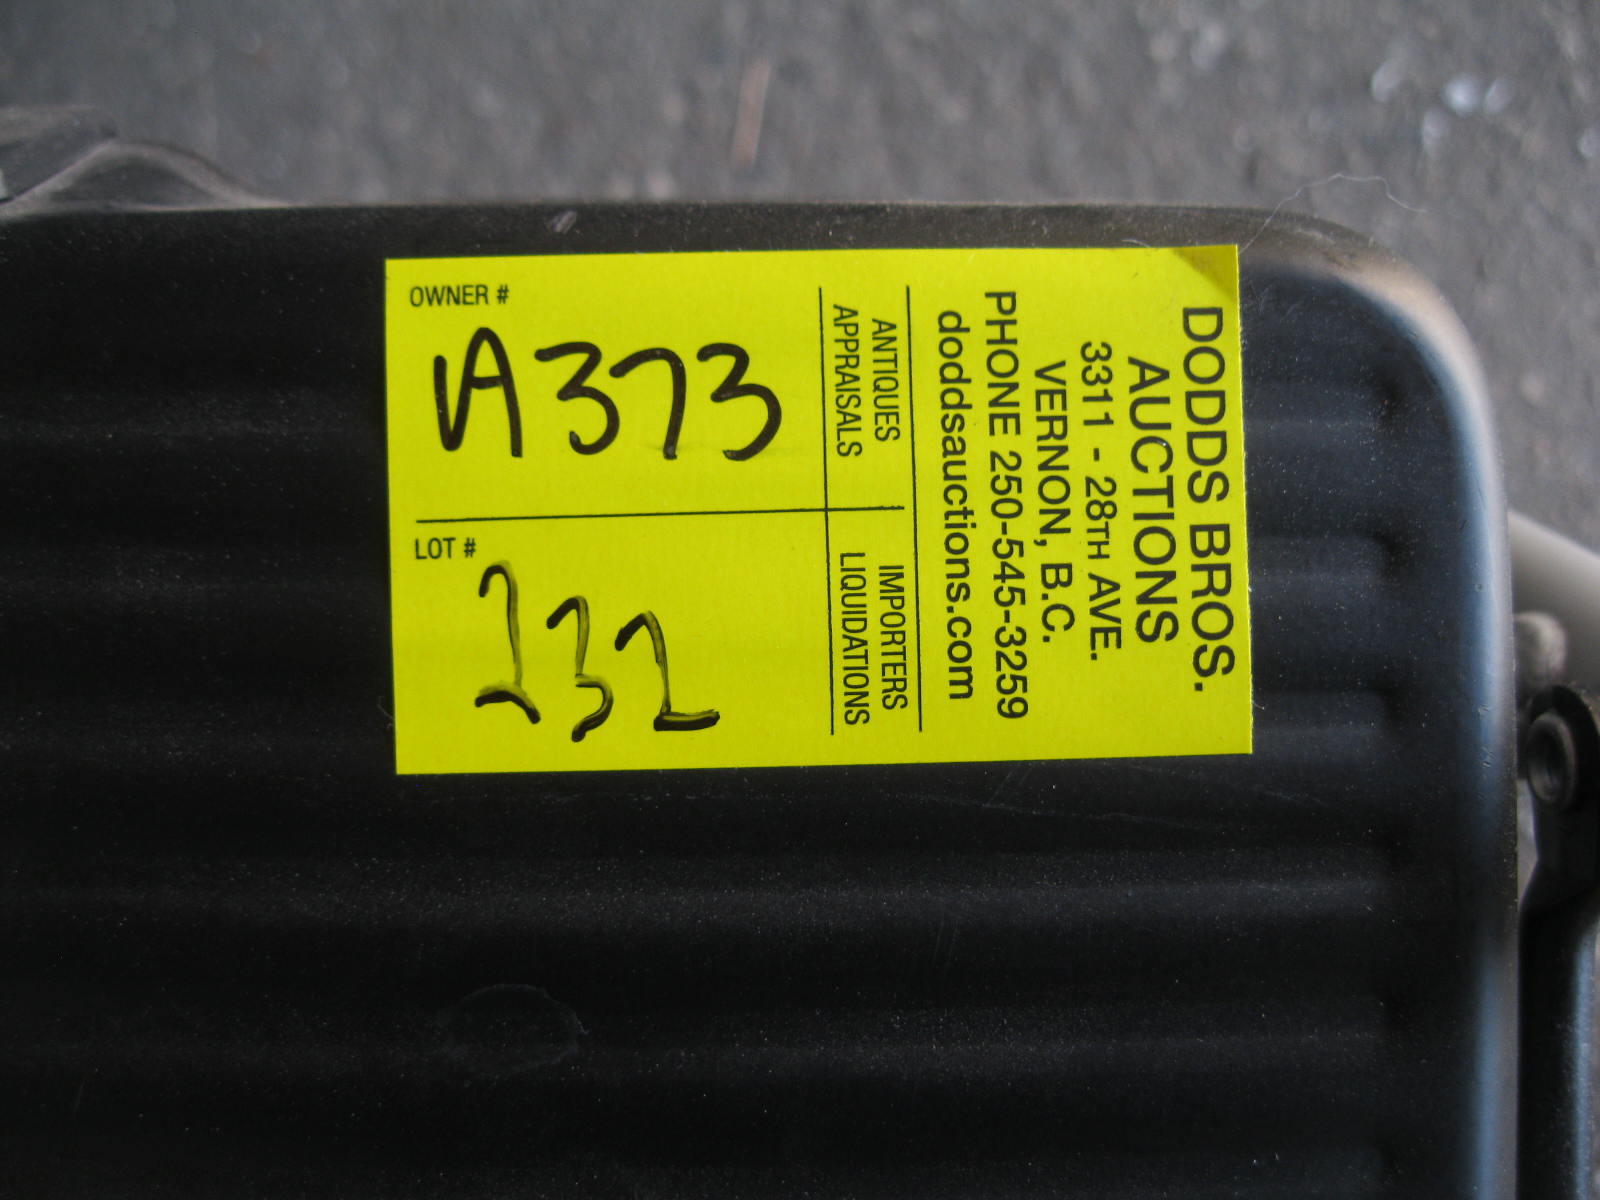 DODDS BROS.
AUCTIONS
3311 - 28TH AVE.
VERNON, B.C.
PHONE 250-545-3259
doddsauctions.com
ANTIQUES
APPRAISALS
IMPORTERS
LIQUIDATIONS
OWNER #
A373
LOT #
232